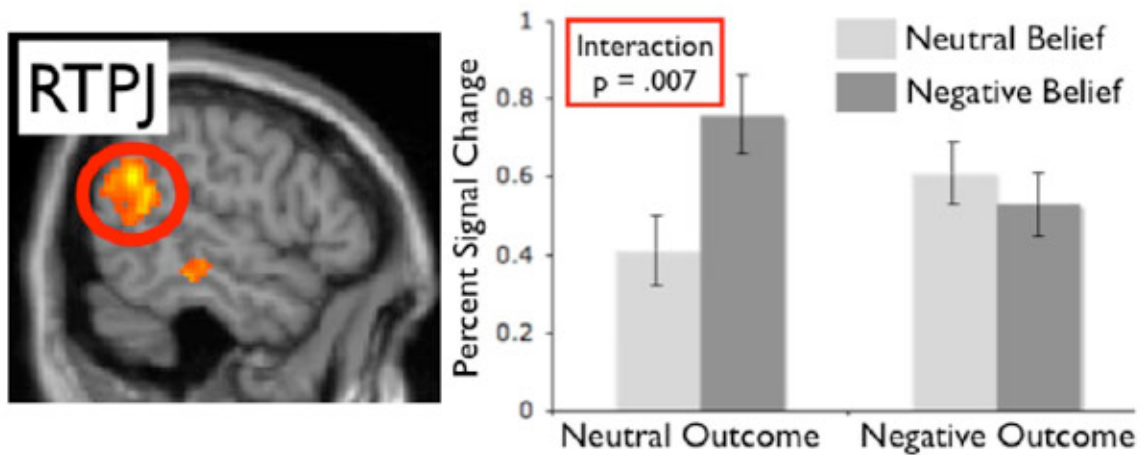 RTPJ
Percent Signal Change
1
0.8
0.6
0.4
0.2
0
Interaction
p = .007
Neutral Belief
Negative Belief
Neutral Outcome
Negative Outcome